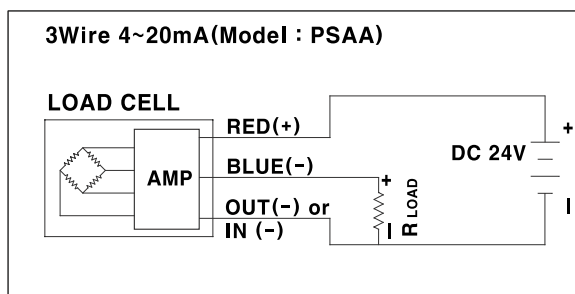 3Wire 4~20mA(Model : PSAA)
LOAD CELL
RED(+)
AMP
BLUE(-)
OUT(-) or
IN (-)
+
R LOAD
DC 24V
+